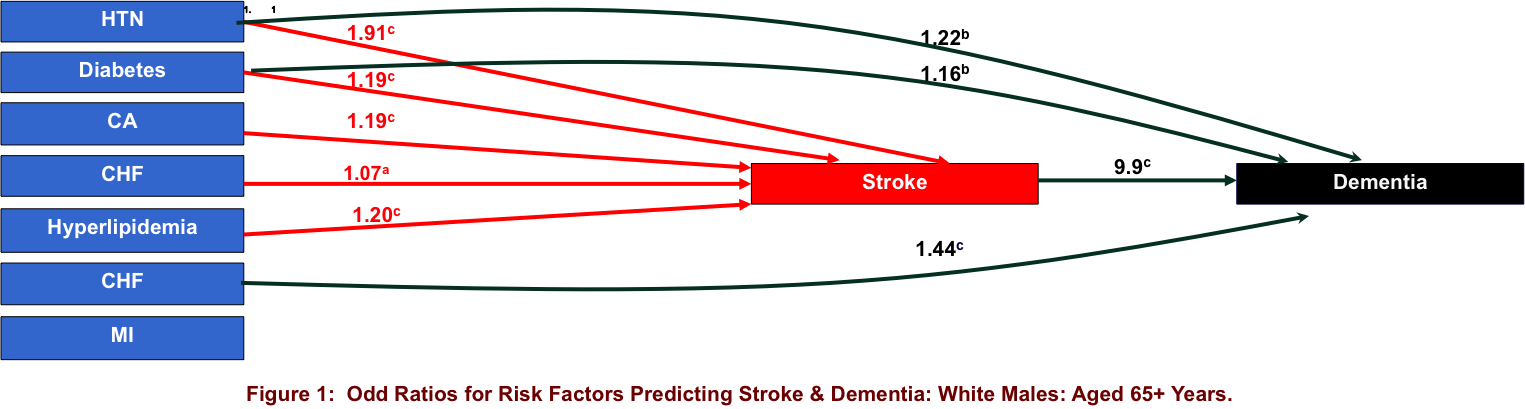 HTN
1. 1
1.91c
1.22b
Diabetes
1.19c
1.16b
CA
1.19c
CHF
1.07a
Stroke
9.9c
Dementia
Hyperlipidemia
1.20c
CHF
1.44c
MI
Figure 1: Odd Ratios for Risk Factors Predicting Stroke & Dementia: White Males: Aged 65+ Years.